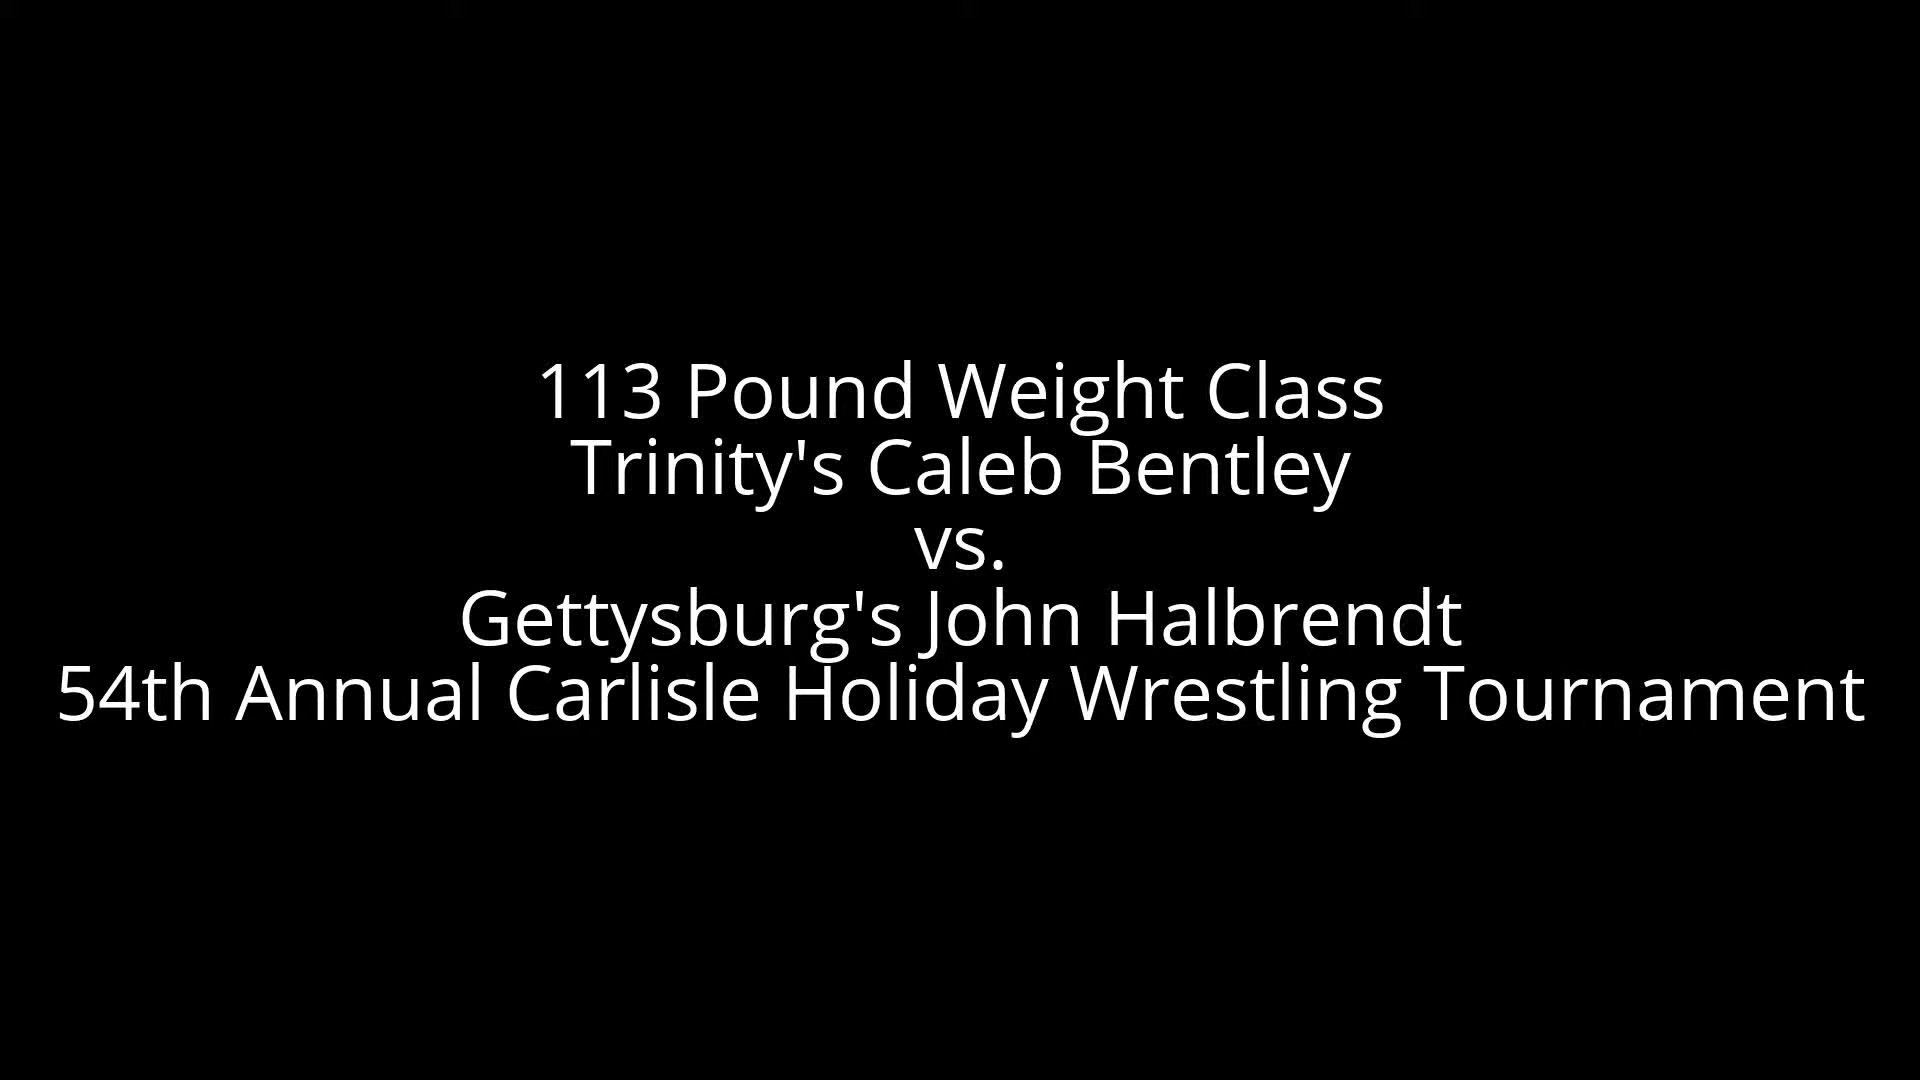 113 Pound Weight Class
Trinity's Caleb Bentley
vs.
Gettysburg's John Halbrendt
54th Annual Carlisle Holiday Wrestling Tournament